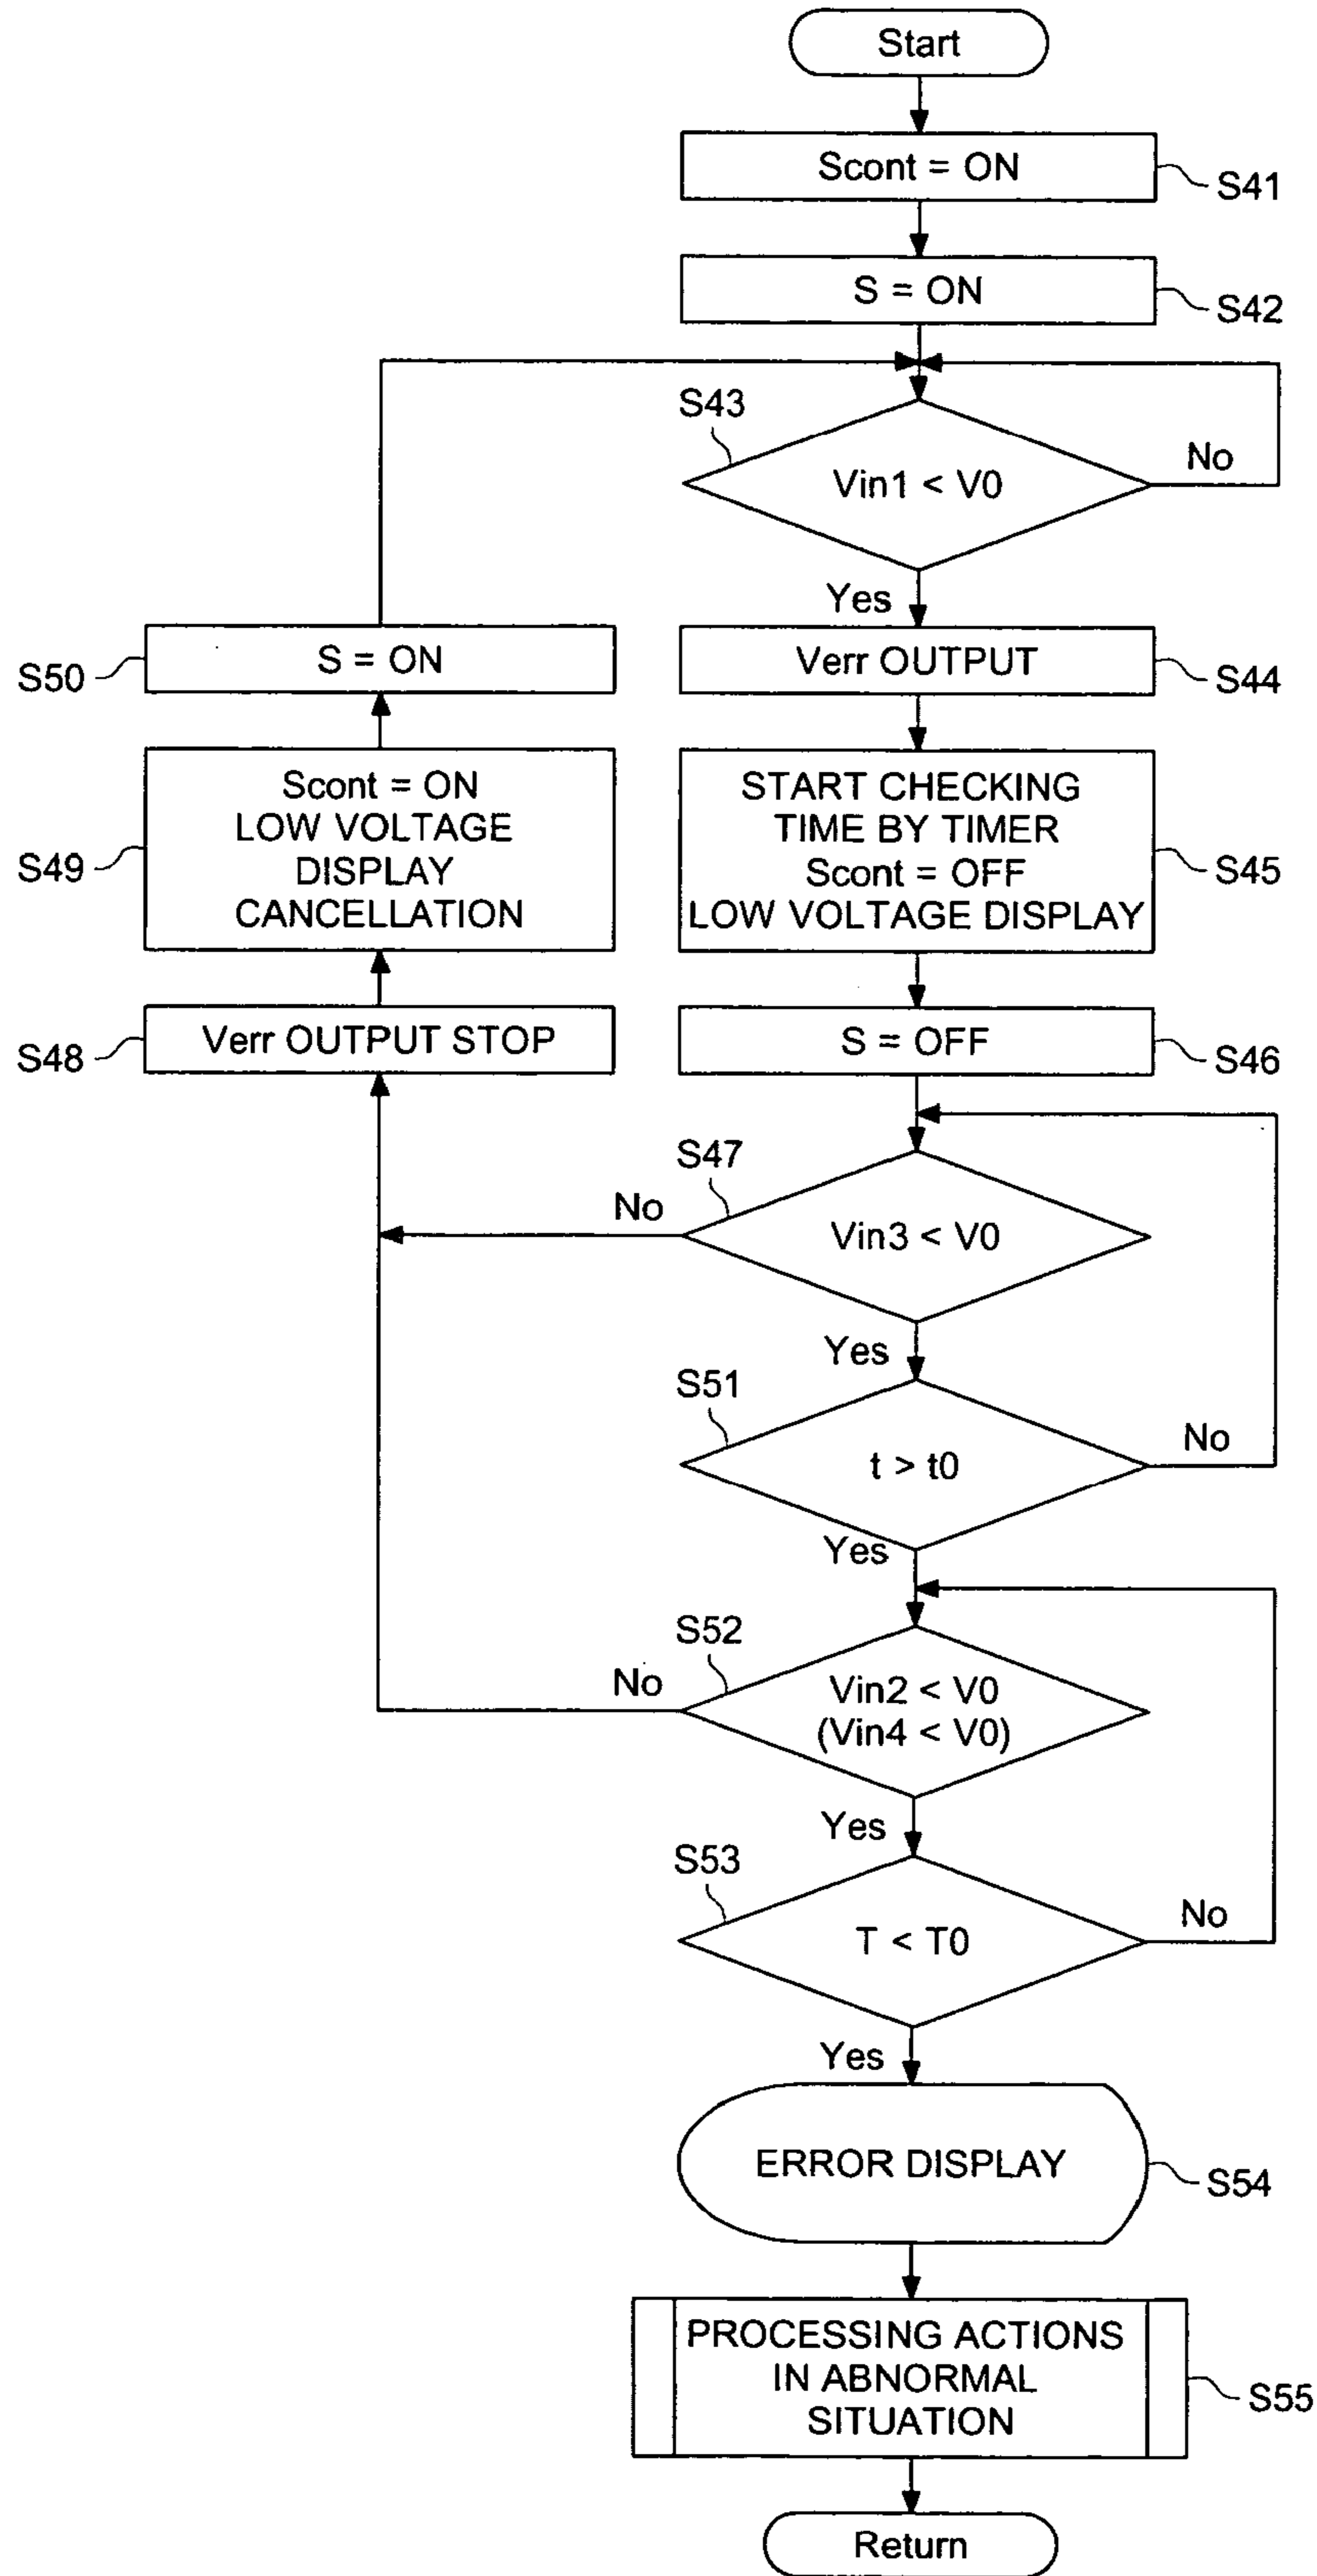 Start
Scont = ON
S41
S = ON
S42
S43
Vin1 < V0
No
Yes
S50
S = ON
Verr OUTPUT
S44
S49
Scont = ON
LOW VOLTAGE
DISPLAY
CANCELLATION
START CHECKING
TIME BY TIMER
Scont = OFF
LOW VOLTAGE DISPLAY
S45
S48
Verr OUTPUT STOP
S = OFF
S46
S47
No
Vin3 < V0
Yes
S51
t > t0
No
Yes
S52
No
Vin2 < V0
(Vin4 < V0)
Yes
S53
T < T0
No
Yes
ERROR DISPLAY
S54
PROCESSING ACTIONS
IN ABNORMAL
SITUATION
S55
Return